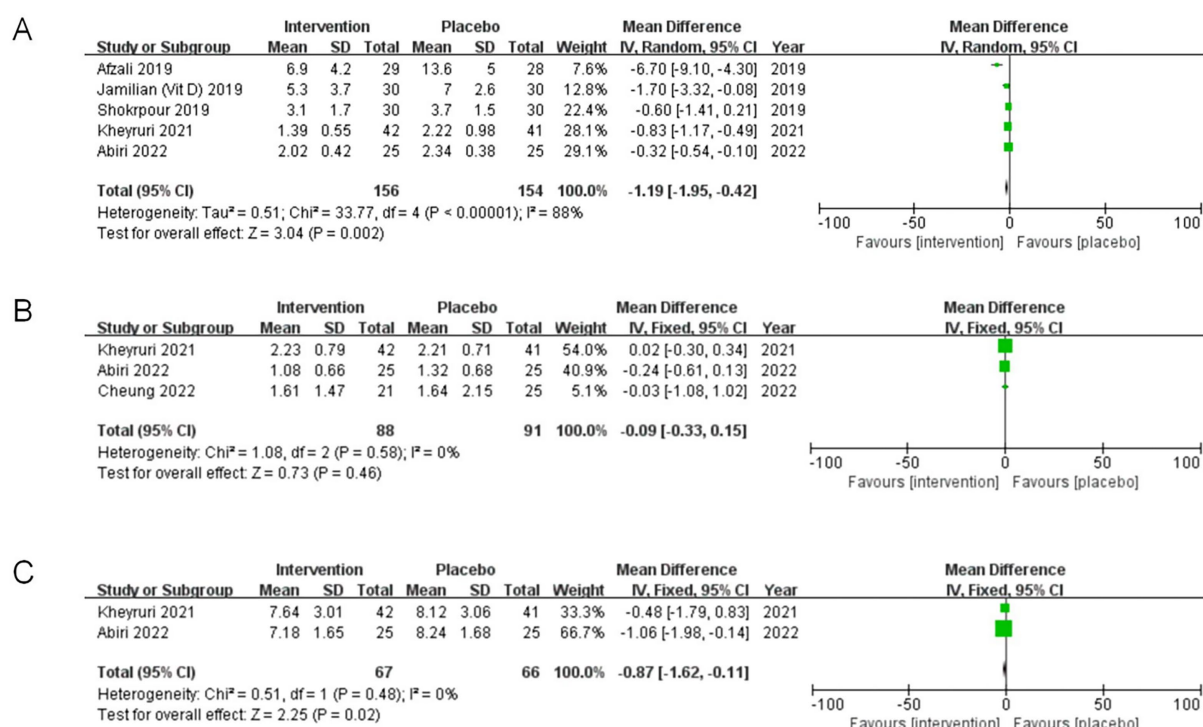 A
Intervention Placebo Mean Difference Mean Difference
Study or Subgroup Mean SD Total Mean SD Total Weight IV, Random, 95% CI Year IV, Random, 95% CI
Afzali 2019 6.9 4.2 29 13.6 5 28 7.6% -6.70 [-9.10, -4.30] 2019
Jamilian (Vit D) 2019 5.3 3.7 30 7 2.6 30 12.8% -1.70 [-3.32, -0.08] 2019
Shokrpour 2019 3.1 1.7 30 3.7 1.5 30 22.4% -0.60 [-1.41, 0.21] 2019
Kheyruri 2021 1.39 0.55 42 2.22 0.98 41 28.1% -0.83 [-1.17, -0.49] 2021
Abiri 2022 2.02 0.42 25 2.34 0.38 25 29.1% -0.32 [-0.54, -0.10] 2022
Total (95% CI) 156 154 100.0% -1.19 [-1.95, -0.42]
Heterogeneity: Tau² = 0.51; Chi² = 33.77, df = 4 (P < 0.00001); I² = 88%
Test for overall effect: Z = 3.04 (P = 0.002)
-100 -50 0 50 100
Favours [intervention] Favours [placebo]
B
Intervention Placebo Mean Difference Mean Difference
Study or Subgroup Mean SD Total Mean SD Total Weight IV, Fixed, 95% CI Year IV, Fixed, 95% CI
Kheyruri 2021 2.23 0.79 42 2.21 0.71 41 54.0% 0.02 [-0.30, 0.34] 2021
Abiri 2022 1.08 0.66 25 1.32 0.68 25 40.9% -0.24 [-0.61, 0.13] 2022
Cheung 2022 1.61 1.47 21 1.64 2.15 25 5.1% -0.03 [-1.08, 1.02] 2022
Total (95% CI) 88 91 100.0% -0.09 [-0.33, 0.15]
Heterogeneity: Chi² = 1.08, df = 2 (P = 0.58); I² = 0%
Test for overall effect: Z = 0.73 (P = 0.46)
-100 -50 0 50 100
Favours [intervention] Favours [placebo]
C
Intervention Placebo Mean Difference Mean Difference
Study or Subgroup Mean SD Total Mean SD Total Weight IV, Fixed, 95% CI Year IV, Fixed, 95% CI
Kheyruri 2021 7.64 3.01 42 8.12 3.06 41 33.3% -0.48 [-1.79, 0.83] 2021
Abiri 2022 7.18 1.65 25 8.24 1.68 25 66.7% -1.06 [-1.98, -0.14] 2022
Total (95% CI) 67 66 100.0% -0.87 [-1.62, -0.11]
Heterogeneity: Chi² = 0.51, df = 1 (P = 0.48); I² = 0%
Test for overall effect: Z = 2.25 (P = 0.02)
-100 -50 0 50 100
Favours [intervention] Favours [placebo]